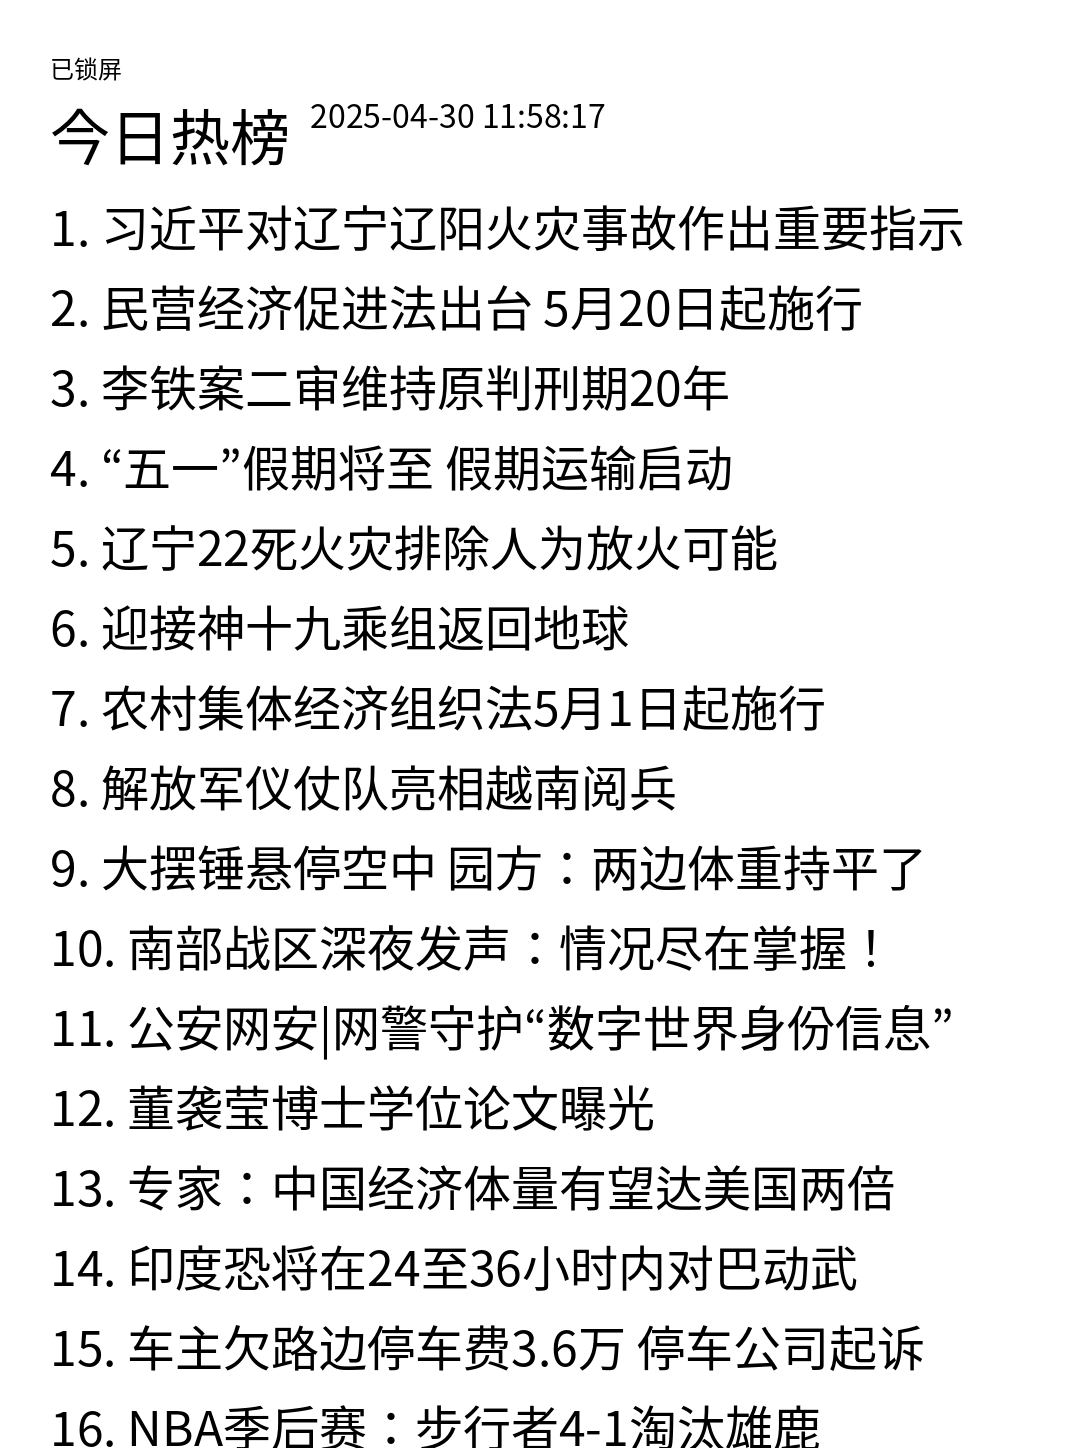 已锁屏
今日热榜 2025-04-30 11:58:17
1. 习近平对辽宁辽阳火灾事故作出重要指示
2. 民营经济促进法出台 5月20日起施行
3. 李铁案二审维持原判刑期20年
4. “五一”假期将至 假期运输启动
5. 辽宁22死火灾排除人为放火可能
6. 迎接神十九乘组返回地球
7. 农村集体经济组织法5月1日起施行
8. 解放军仪仗队亮相越南阅兵
9. 大摆锤悬停空中 园方：两边体重持平了
10. 南部战区深夜发声：情况尽在掌握！
11. 公安网安|网警守护“数字世界身份信息”
12. 董袭莹博士学位论文曝光
13. 专家：中国经济体量有望达美国两倍
14. 印度恐将在24至36小时内对巴动武
15. 车主欠路边停车费3.6万 停车公司起诉
16. NBA季后赛：步行者4-1淘汰雄鹿